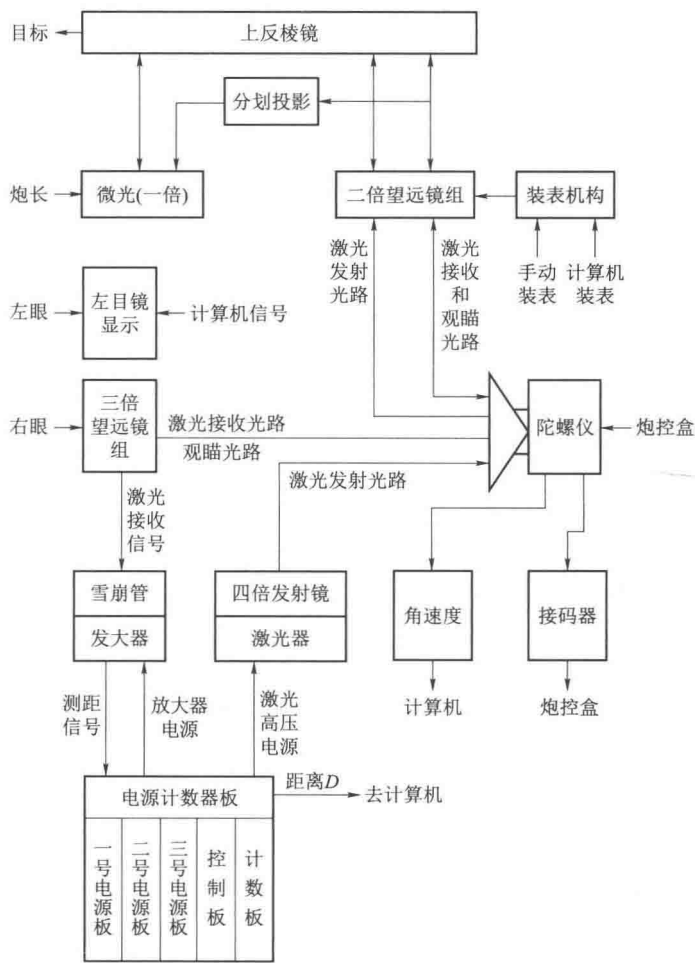 目标
上反棱镜
分划投影
炮长
微光(一倍)
二倍望远镜组
装表机构
激光
发射
光路
激光
接收
和
观瞄
光路
手动
装表
计算机
装表
左眼
左目镜
显示
计算机信号
右眼
三倍
望远镜
组
激光接收光路
观瞄光路
陀螺仪
炮控盒
激光发射光路
激光
接收
信号
雪崩管
发大器
四倍发射镜
激光器
角速度
接码器
计算机
炮控盒
测距
信号
放大器
电源
激光
高压
电源
电源计数器板
距离D
去计算机
一号电源板
二号电源板
三号电源板
控制板
计数板